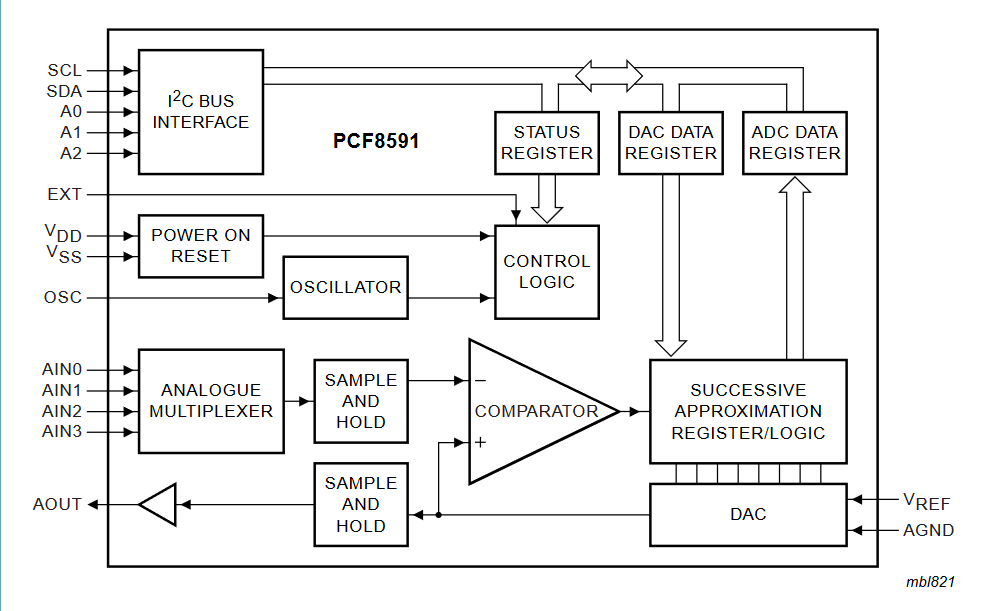 SCL
SDA
A0
A1
A2
I2C BUS
INTERFACE
PCF8591
STATUS
REGISTER
DAC DATA
REGISTER
ADC DATA
REGISTER
EXT
VDD
VSS
POWER ON
RESET
OSC
OSCILLATOR
CONTROL
LOGIC
AIN0
AIN1
AIN2
AIN3
ANALOGUE
MULTIPLEXER
SAMPLE
AND
HOLD
−
COMPARATOR
+
SUCCESSIVE
APPROXIMATION
REGISTER/LOGIC
AOUT
SAMPLE
AND
HOLD
DAC
VREF
AGND
mbl821